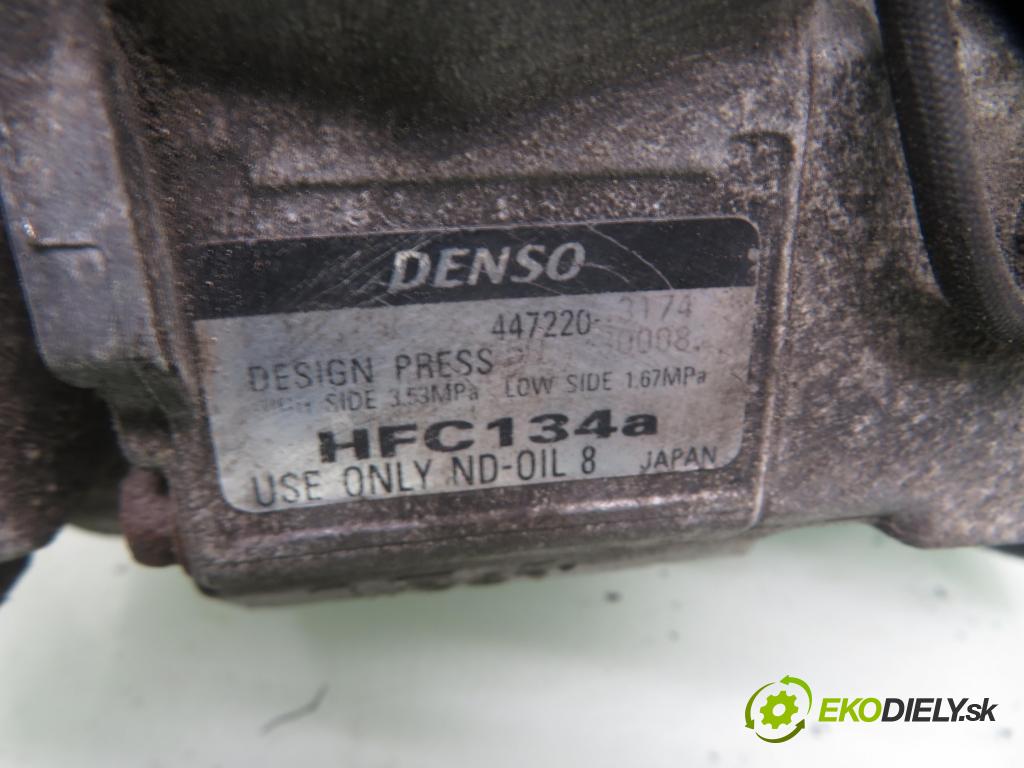 DENSO
447220-3174
0008
DESIGN PRESS
SIDE 3.53MPa LOW SIDE 1.67MPa
HFC134a
USE ONLY ND-OIL 8 JAPAN
EKODIELY.sk